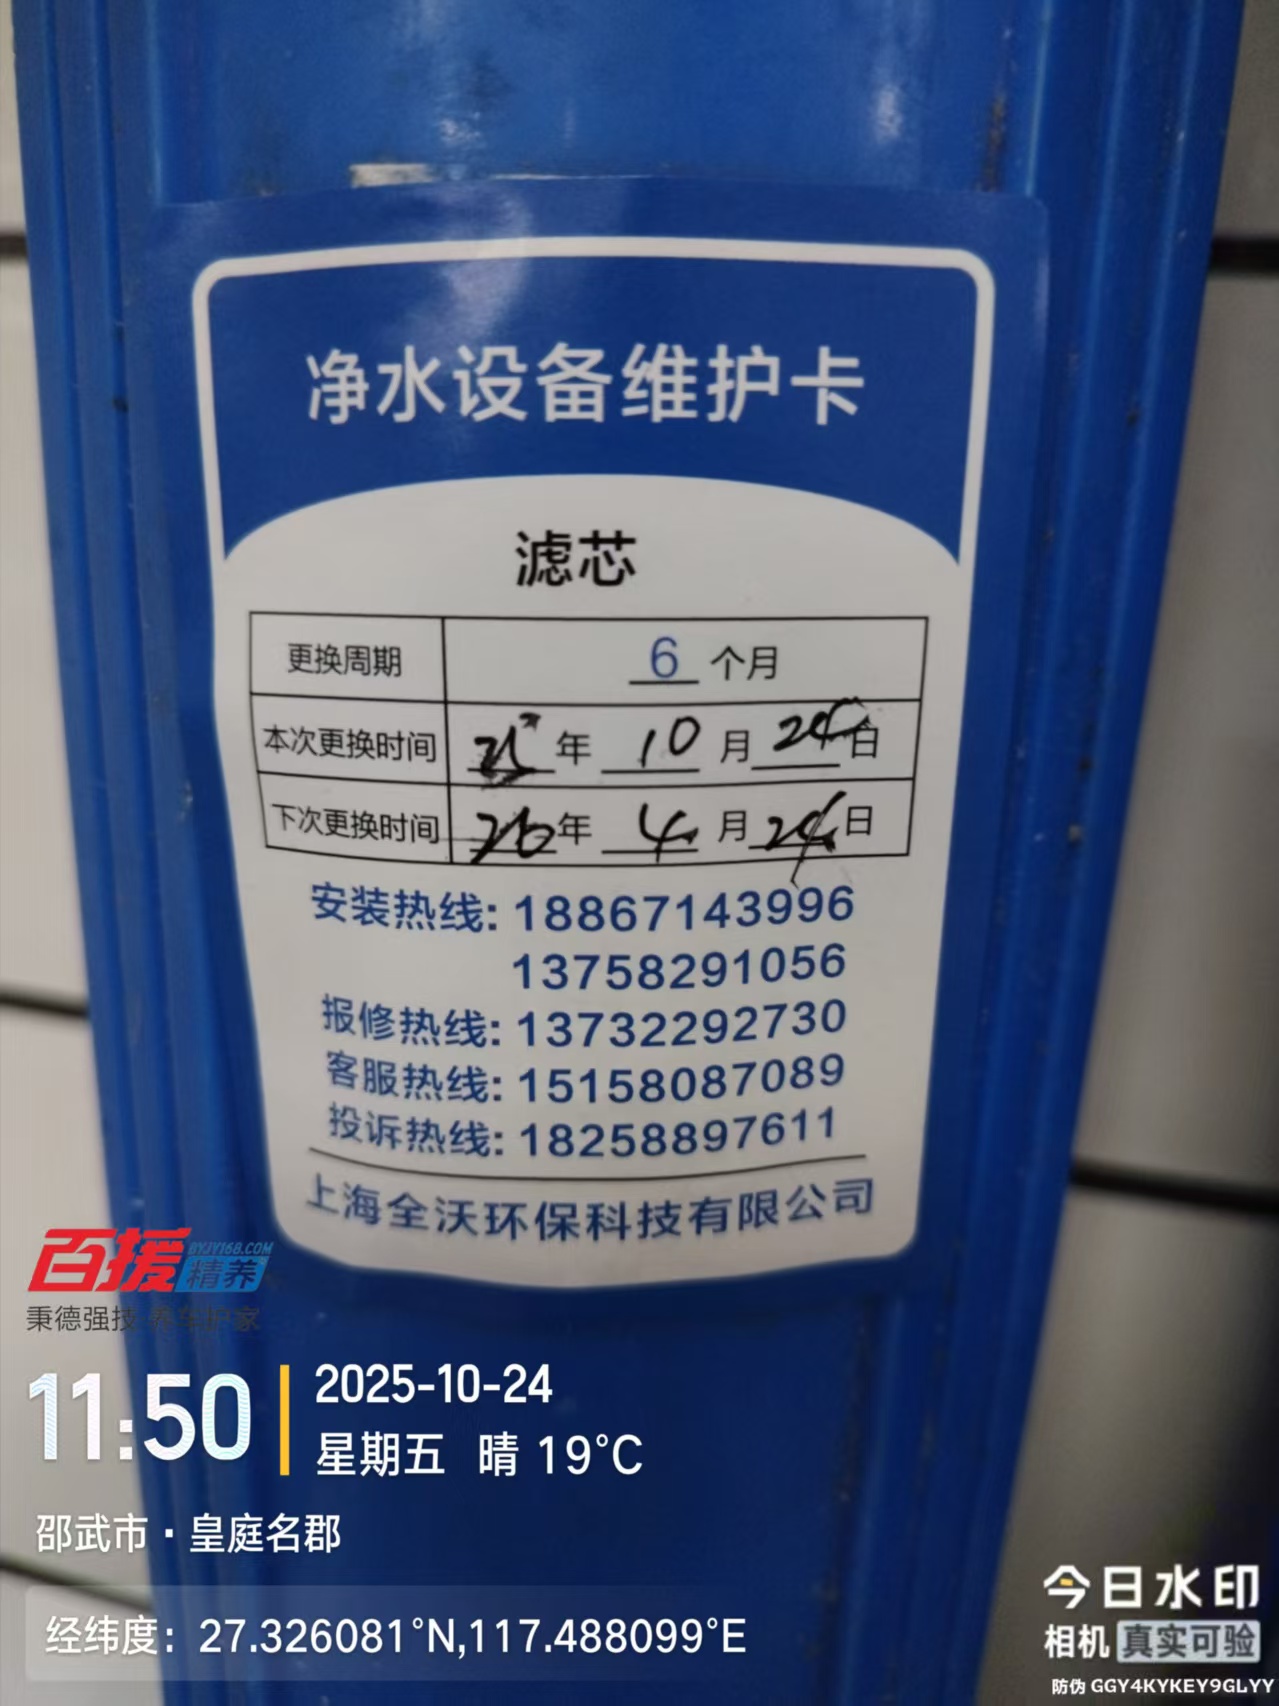 净水设备维护卡
滤芯
更换周期 6 个月
本次更换时间 25 年 10 月 24 日
下次更换时间 26 年 4 月 24 日
安装热线: 18867143996
13758291056
报修热线: 13732292730
客服热线: 15158087089
投诉热线: 18258897611
上海全沃环保科技有限公司
百援 BYJY168.COM 精养
秉德强技 养车护家
11:50 2025-10-24
星期五 晴 19°C
邵武市·皇庭名郡
经纬度: 27.326081°N,117.488099°E
今日水印
相机 真实可验
防伪 GGY4KYKEY9GLYY